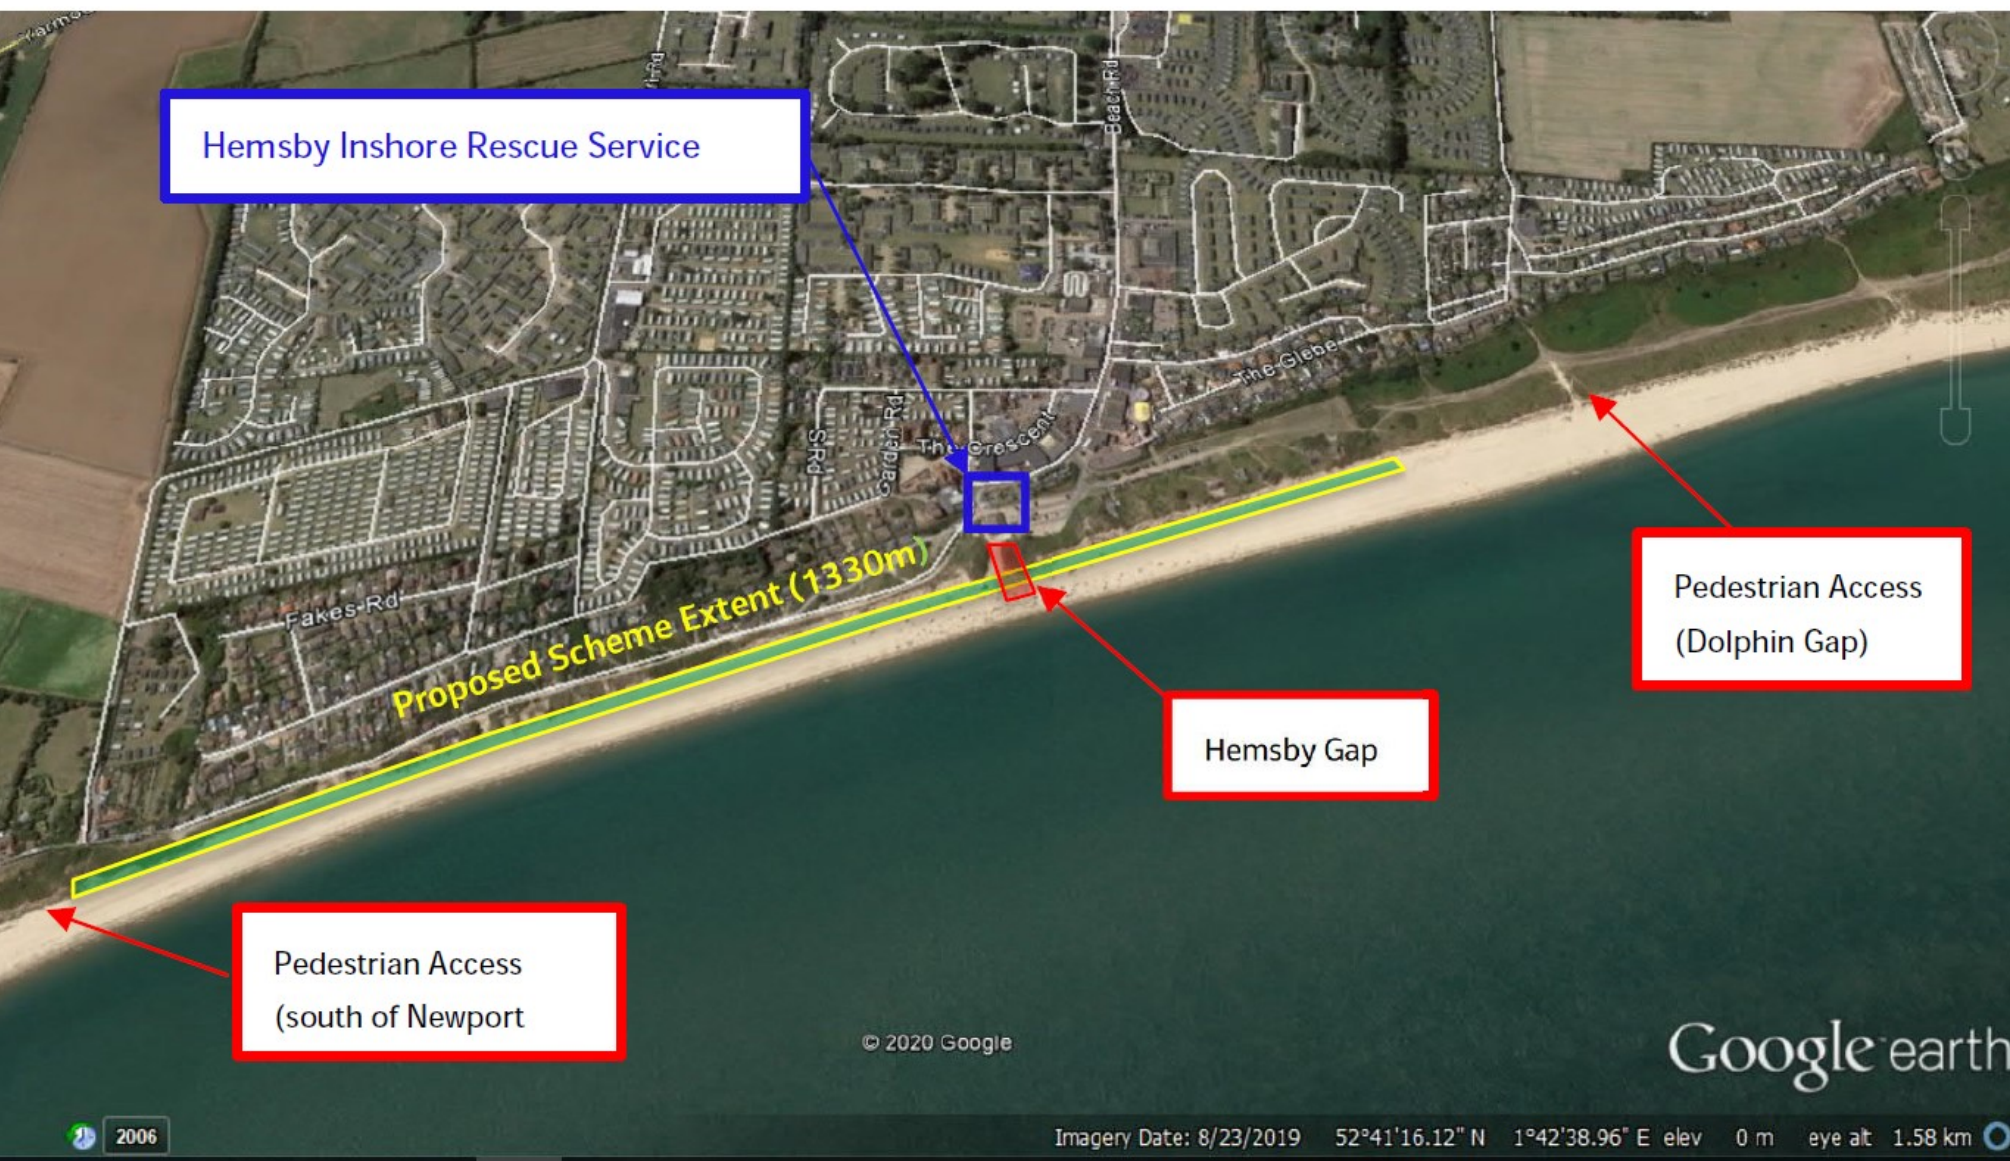 Hemsby Inshore Rescue Service
Beach Rd
The Glebe
Garden Rd
S Rd
The Crescent
Fakes Rd
Proposed Scheme Extent (1330m)
Pedestrian Access
(Dolphin Gap)
Hemsby Gap
Pedestrian Access
(south of Newport
© 2020 Google
Google earth
2006
Imagery Date: 8/23/2019 52°41'16.12" N 1°42'38.96" E elev 0 m eye alt 1.58 km